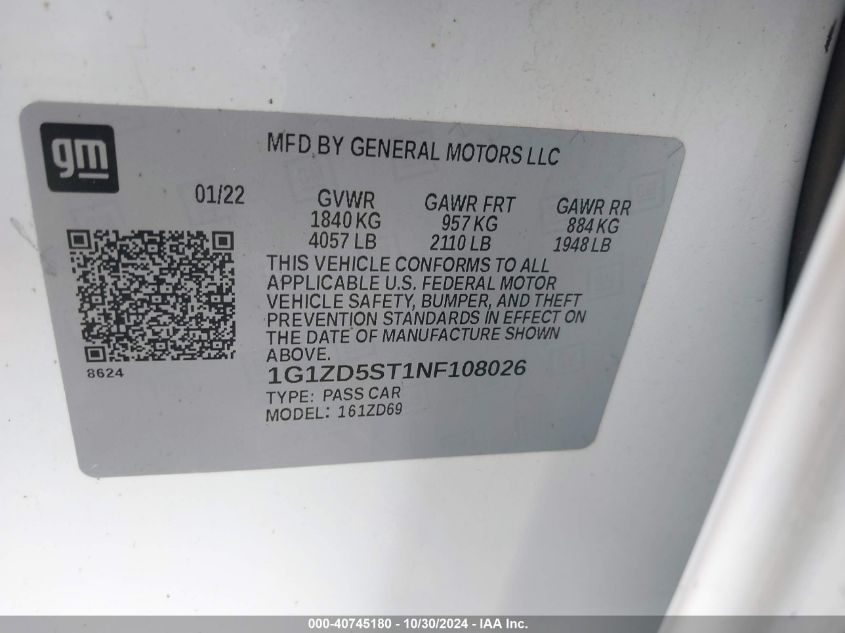 gm
MFD BY GENERAL MOTORS LLC
01/22
GVWR GAWR FRT GAWR RR
1840 KG 957 KG 884 KG
4057 LB 2110 LB 1948 LB
THIS VEHICLE CONFORMS TO ALL
APPLICABLE U.S. FEDERAL MOTOR
VEHICLE SAFETY, BUMPER, AND THEFT
PREVENTION STANDARDS IN EFFECT ON
THE DATE OF MANUFACTURE SHOWN
ABOVE.
8624
1G1ZD5ST1NF108026
TYPE: PASS CAR
MODEL: 161ZD69
000-40745180 - 10/30/2024 - IAA Inc.